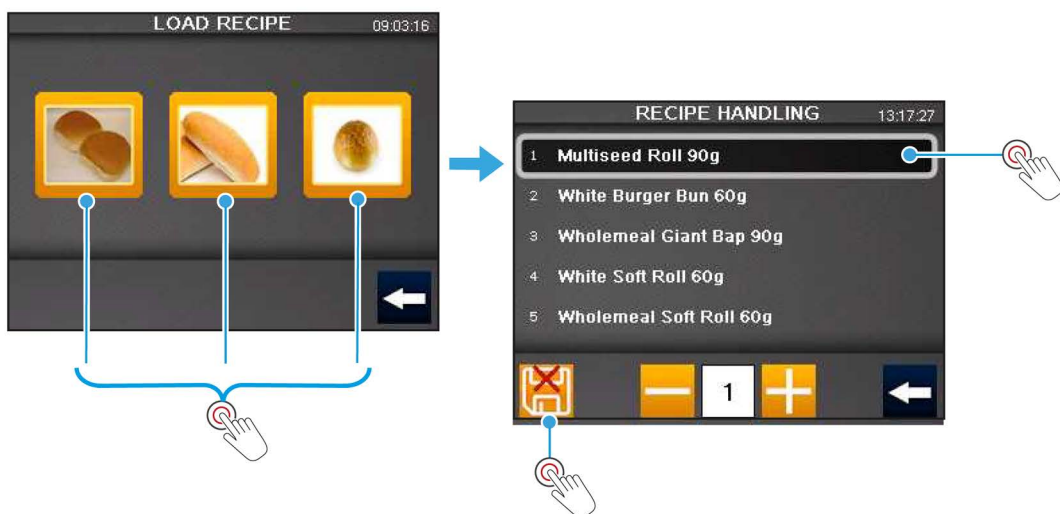 LOAD RECIPE 09:03:16
RECIPE HANDLING 13:17:27
1 Multiseed Roll 90g
2 White Burger Bun 60g
3 Wholemeal Giant Bap 90g
4 White Soft Roll 60g
5 Wholemeal Soft Roll 60g
1